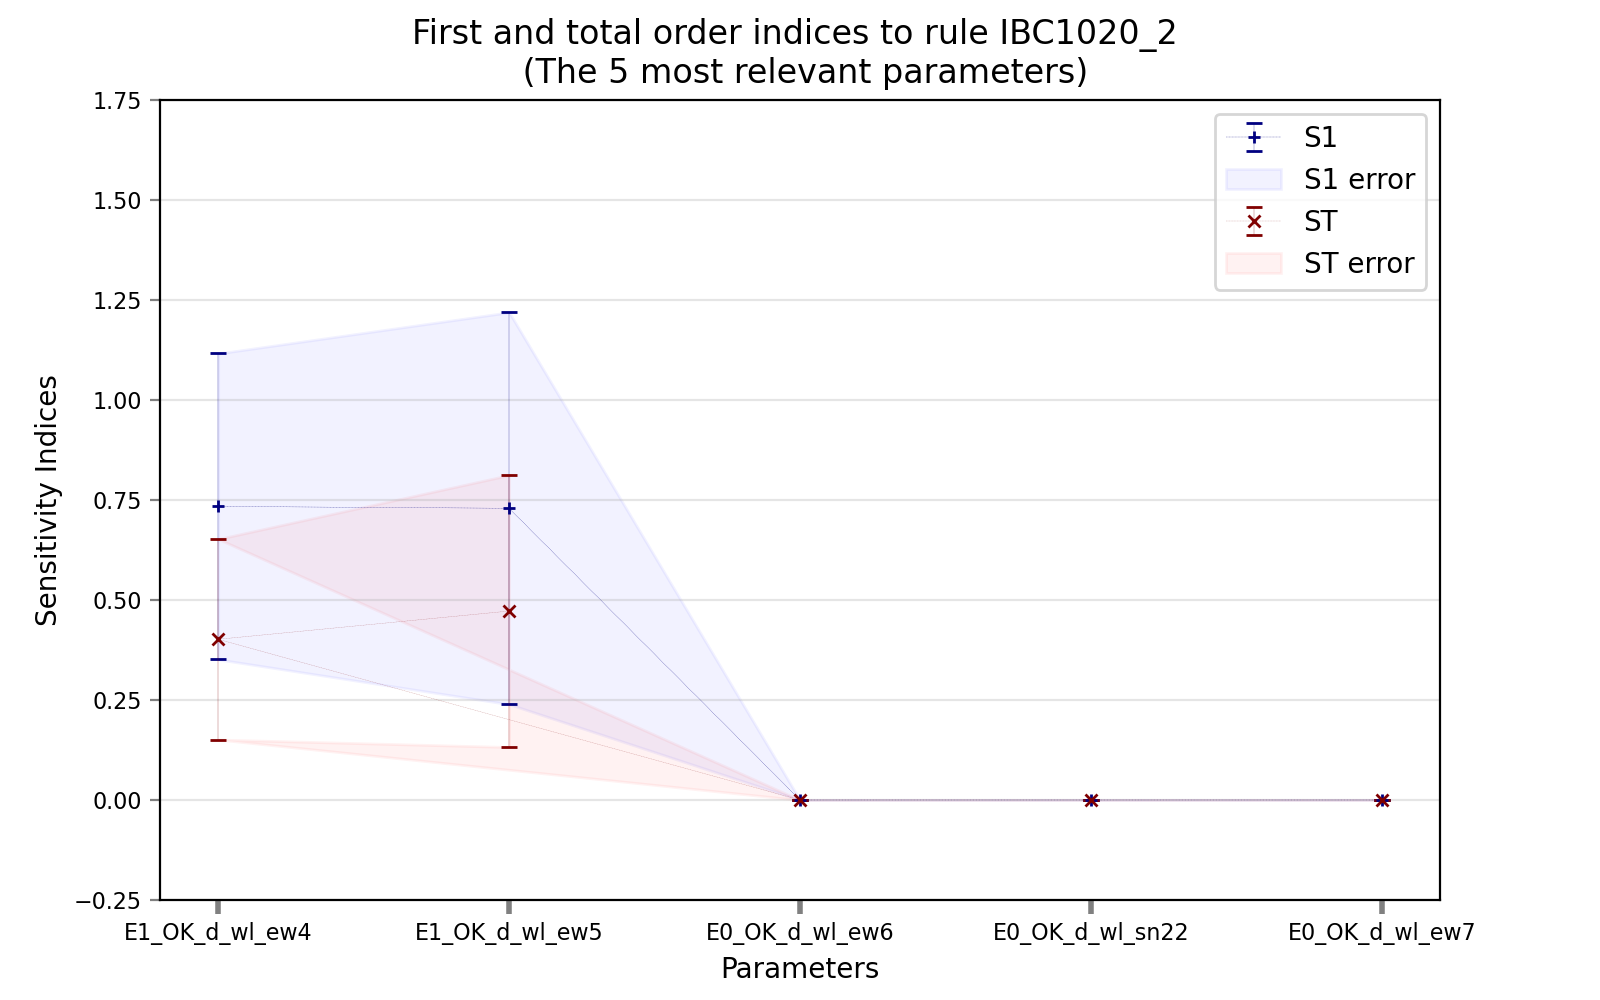 First and total order indices to rule IBC1020_2
(The 5 most relevant parameters)
1.75
1.50
1.25
1.00
0.75
0.50
0.25
0.00
−0.25
Sensitivity Indices
S1
S1 error
ST
ST error
E1_OK_d_wl_ew4
E1_OK_d_wl_ew5
E0_OK_d_wl_ew6
E0_OK_d_wl_sn22
E0_OK_d_wl_ew7
Parameters